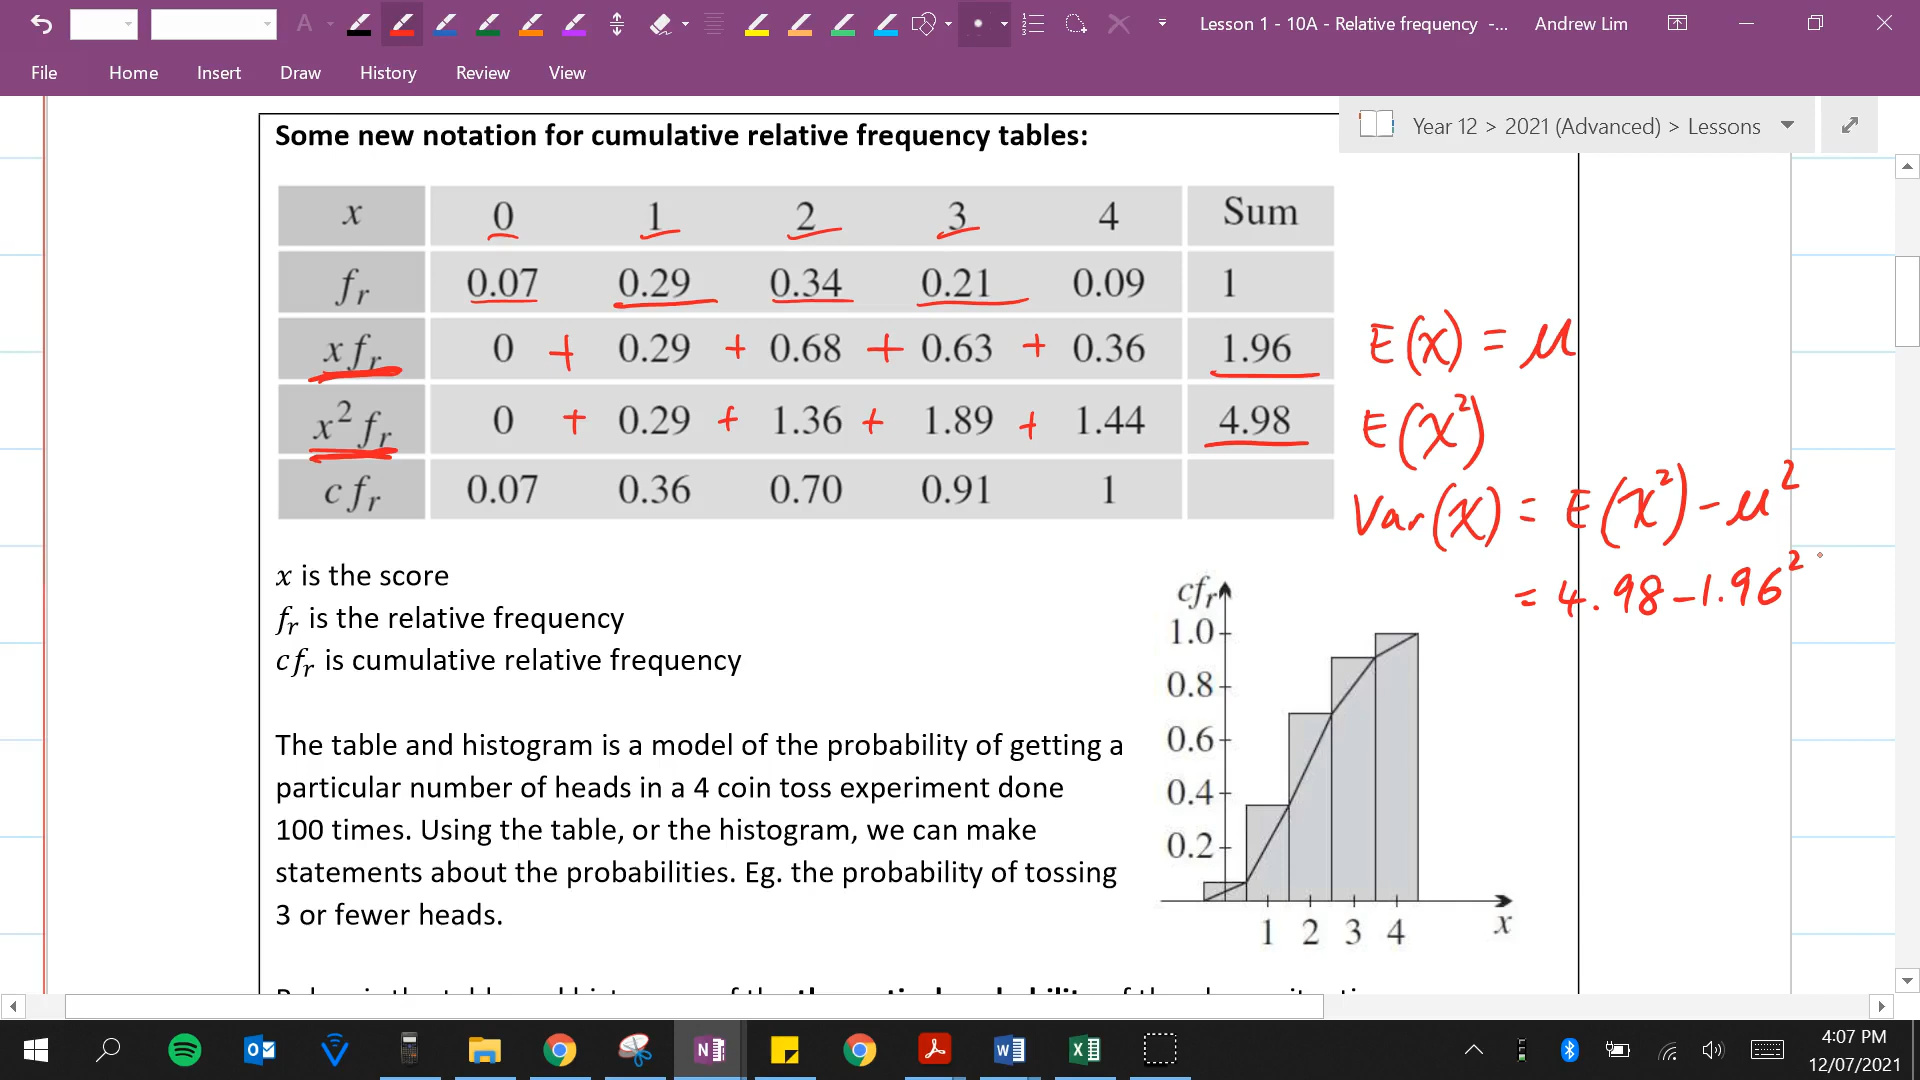 Lesson 1 - 10A - Relative frequency -...
Andrew Lim
File Home Insert Draw History Review View
Year 12 > 2021 (Advanced) > Lessons
Some new notation for cumulative relative frequency tables:
x 0 1 2 3 4 Sum
fr 0.07 0.29 0.34 0.21 0.09 1
x fr 0 + 0.29 + 0.68 + 0.63 + 0.36 1.96 E(X) = μ
x² fr 0 + 0.29 + 1.36 + 1.89 + 1.44 4.98 E(X²)
c fr 0.07 0.36 0.70 0.91 1
Var(X) = E(X²) - μ²
= 4.98 - 1.96²
x is the score
fr is the relative frequency
cfr is cumulative relative frequency
The table and histogram is a model of the probability of getting a
particular number of heads in a 4 coin toss experiment done
100 times. Using the table, or the histogram, we can make
statements about the probabilities. Eg. the probability of tossing
3 or fewer heads.
cfr
1.0
0.8
0.6
0.4
0.2
1 2 3 4 x
4:07 PM
12/07/2021